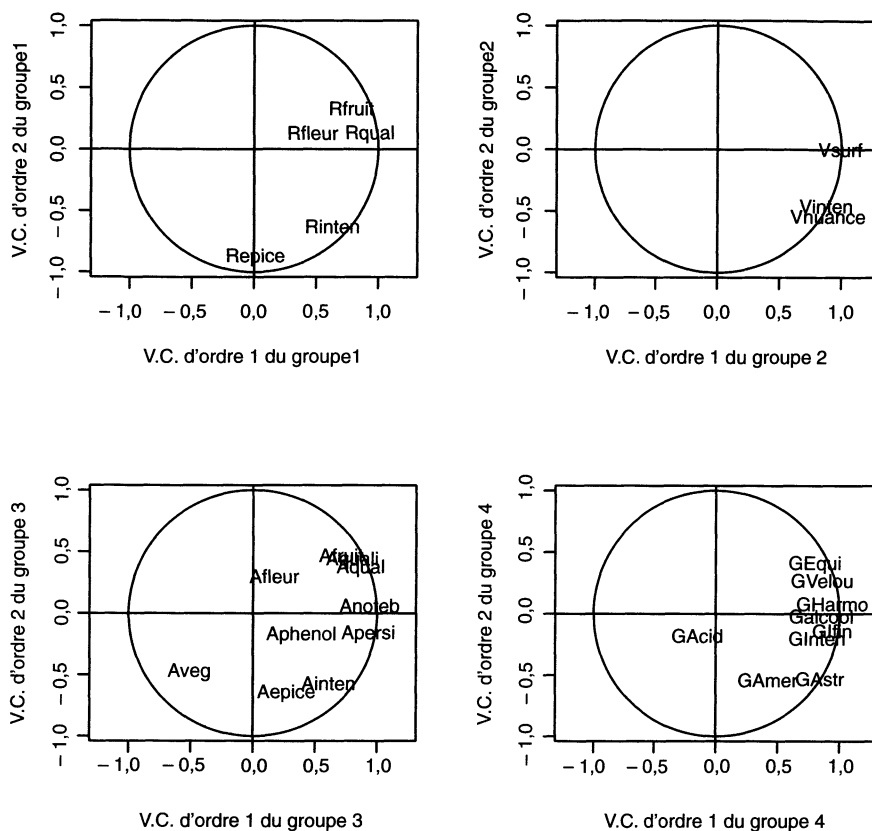 V.C. d'ordre 2 du groupe1
1,0
0,5
0,0
– 0,5
– 1,0
Rfruit
Rfleur Rqual
Rinten
Repice
– 1,0 – 0,5 0,0 0,5 1,0
V.C. d'ordre 1 du groupe1
V.C. d'ordre 2 du groupe2
1,0
0,5
0,0
– 0,5
– 1,0
Vsurf
Vinten
Vnuance
– 1,0 – 0,5 0,0 0,5 1,0
V.C. d'ordre 1 du groupe 2
V.C. d'ordre 2 du groupe 3
1,0
0,5
0,0
– 0,5
– 1,0
Afleur
Aqual
Anoteb
Aphenol Apersi
Aveg
Ainten
Aepice
– 1,0 – 0,5 0,0 0,5 1,0
V.C. d'ordre 1 du groupe 3
V.C. d'ordre 2 du groupe 4
1,0
0,5
0,0
– 0,5
– 1,0
GEqui
GVelou
GHarmo
Galcool
GAcid
GInten
GAmer GAstr
– 1,0 – 0,5 0,0 0,5 1,0
V.C. d'ordre 1 du groupe 4